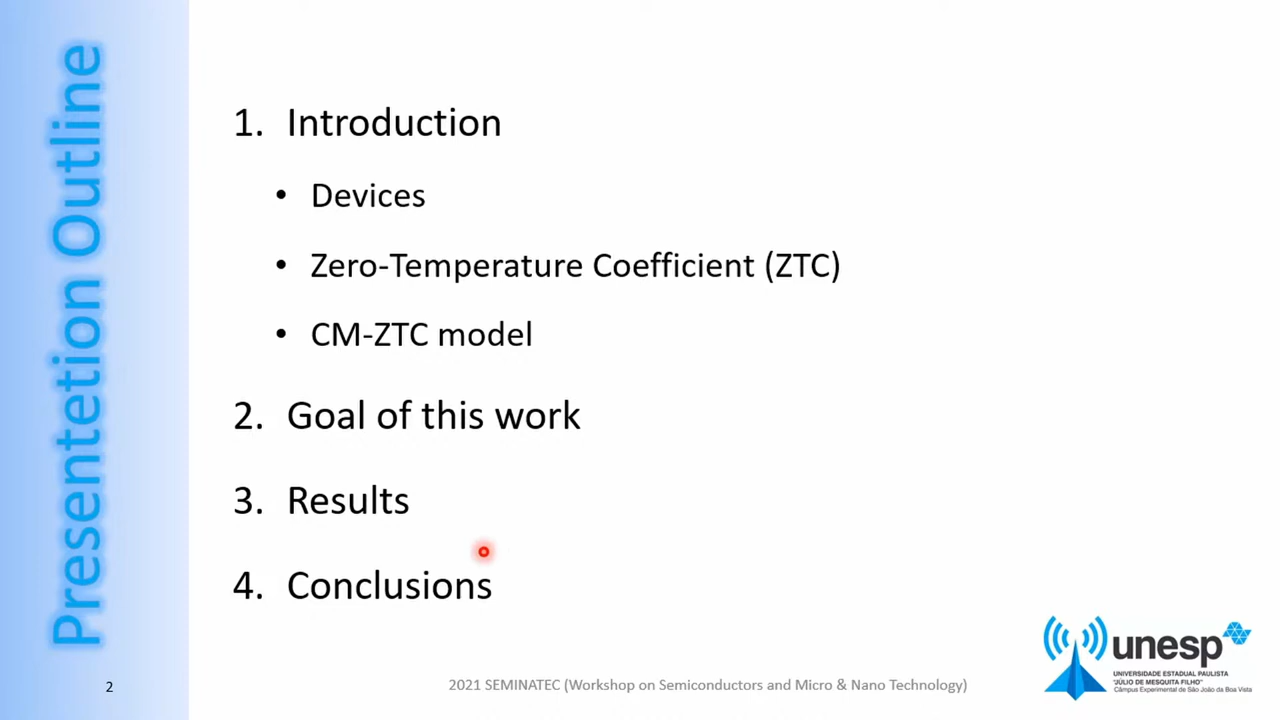 Presentetion Outline
1. Introduction
• Devices
• Zero-Temperature Coefficient (ZTC)
• CM-ZTC model
2. Goal of this work
3. Results
4. Conclusions
2
2021 SEMINATEC (Workshop on Semiconductors and Micro & Nano Technology)
unesp
UNIVERSIDADE ESTADUAL PAULISTA
"JÚLIO DE MESQUITA FILHO"
Câmpus Experimental de São João da Boa Vista